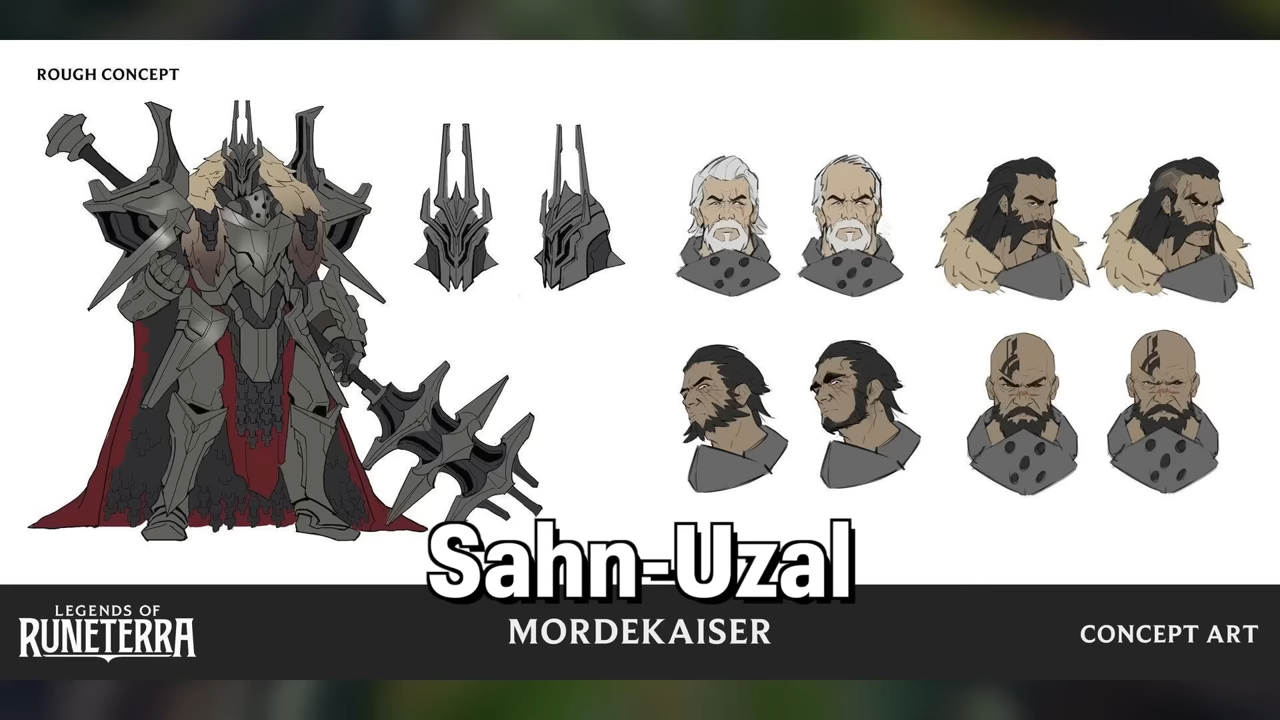 ROUGH CONCEPT
Sahn-Uzal
LEGENDS OF
RUNETERRA
MORDEKAISER
CONCEPT ART